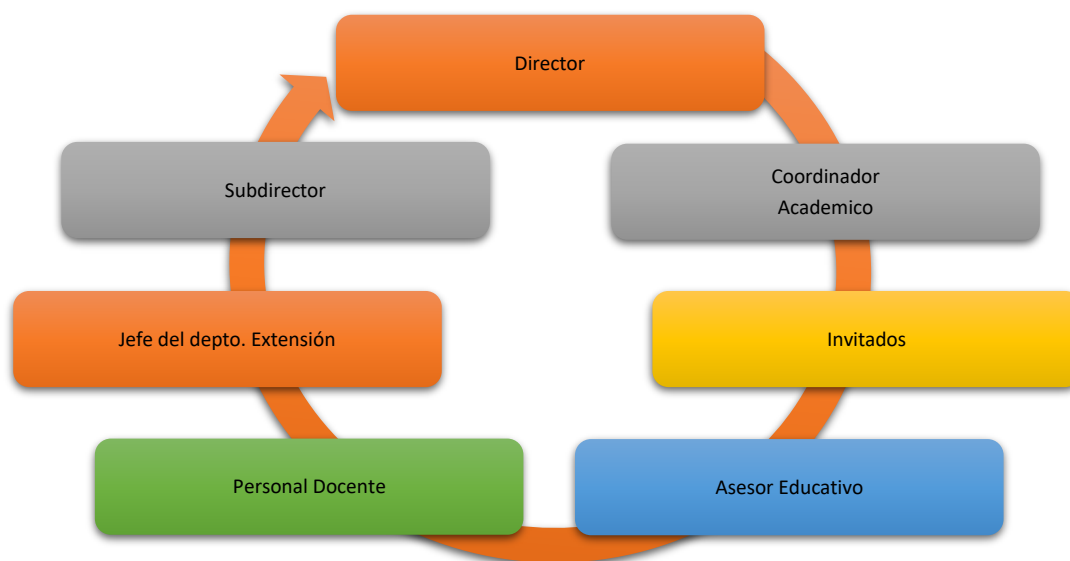 Director
Subdirector
Coordinador
Academico
Jefe del depto. Extensión
Invitados
Personal Docente
Asesor Educativo